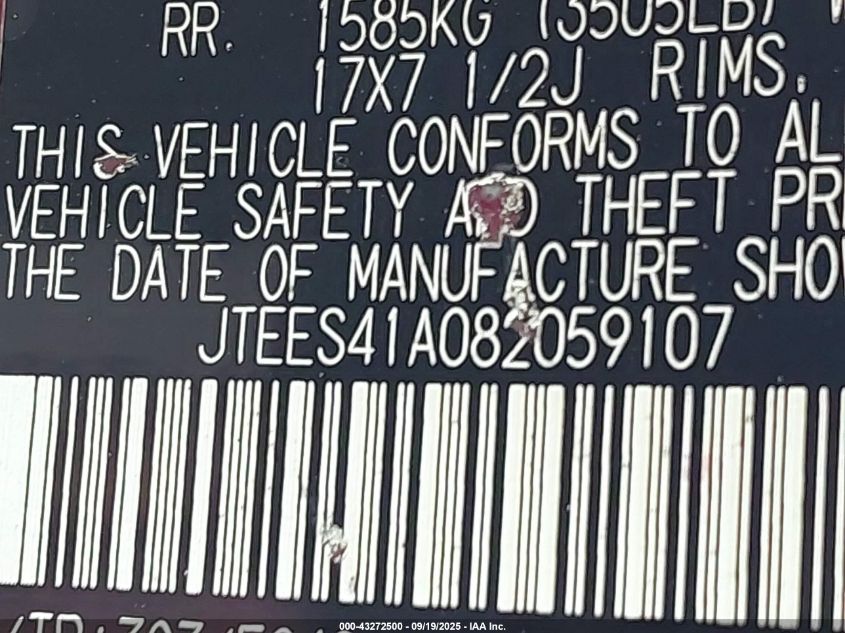 RR. 1585KG (3505LB)
17X7 1/2J RIMS.
THIS VEHICLE CONFORMS TO AL
VEHICLE SAFETY AND THEFT PR
THE DATE OF MANUFACTURE SHO
JTEES41A082059107
000-43272500 - 09/19/2025 - IAA Inc.